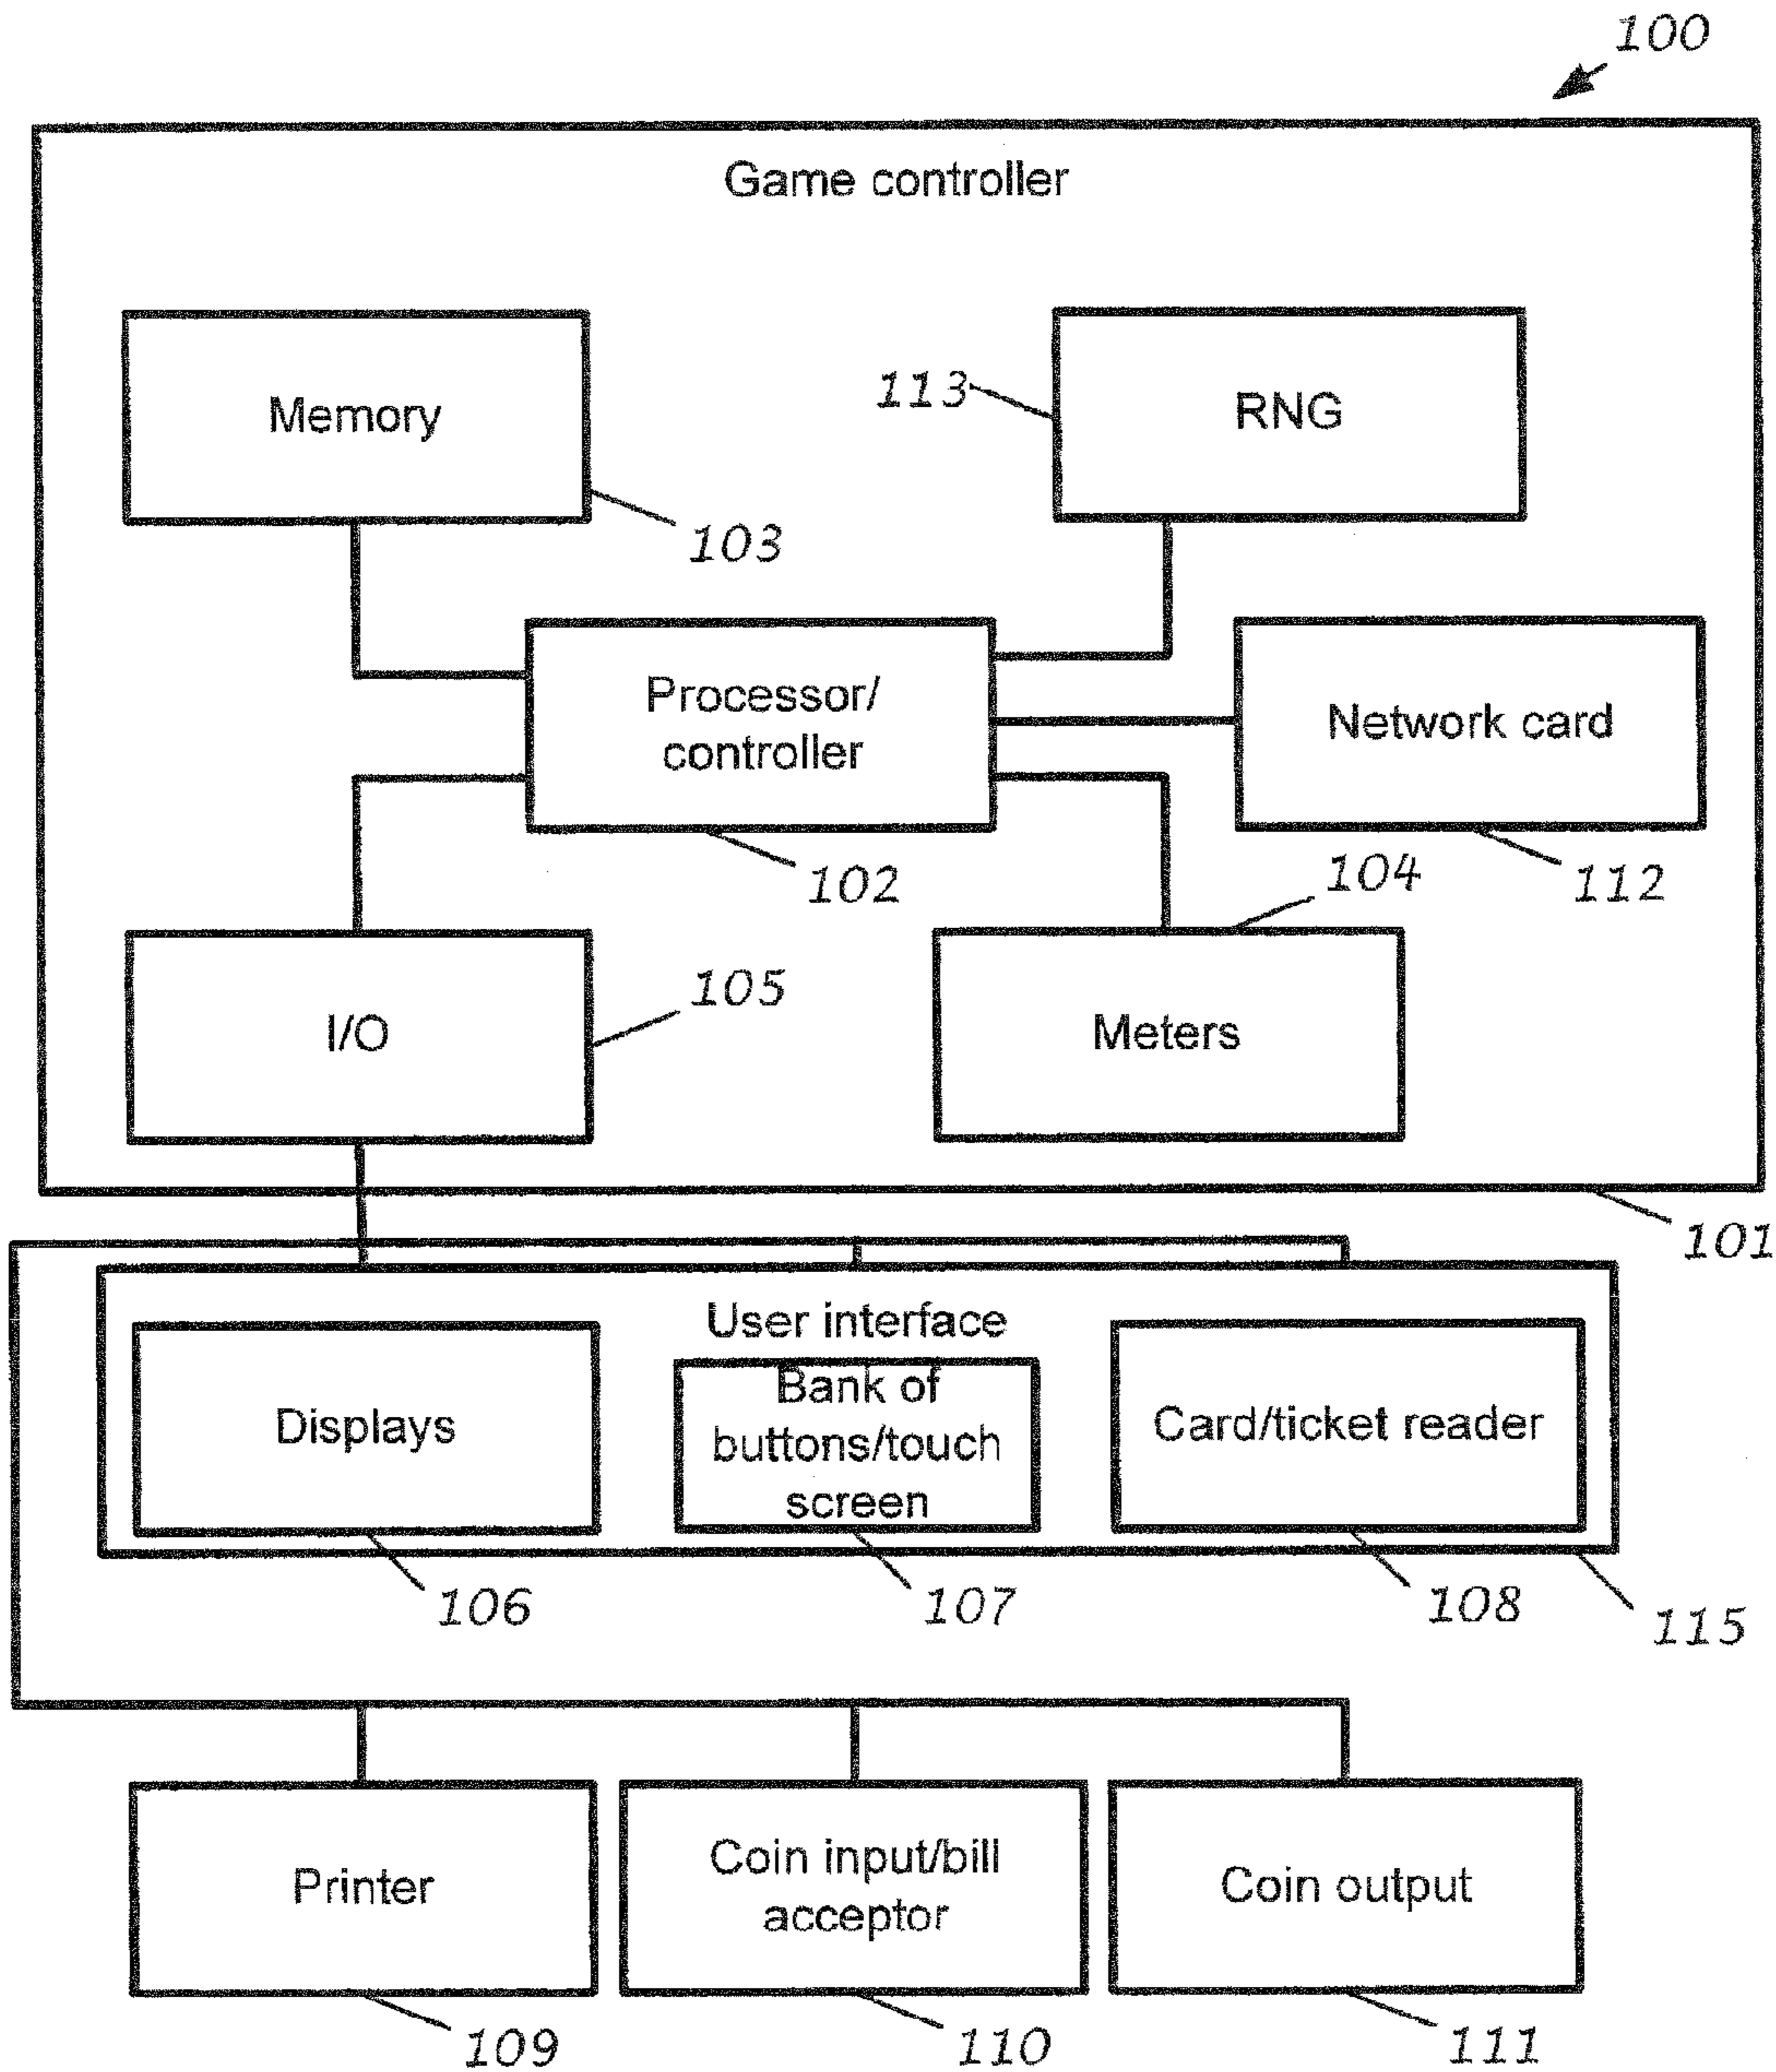 100
Game controller
Memory
113
RNG
103
Processor/
controller
Network card
102
104
112
I/O
105
Meters
101
User interface
Displays
Bank of
buttons/touch
screen
Card/ticket reader
106
107
108
115
Printer
Coin input/bill
acceptor
Coin output
109
110
111